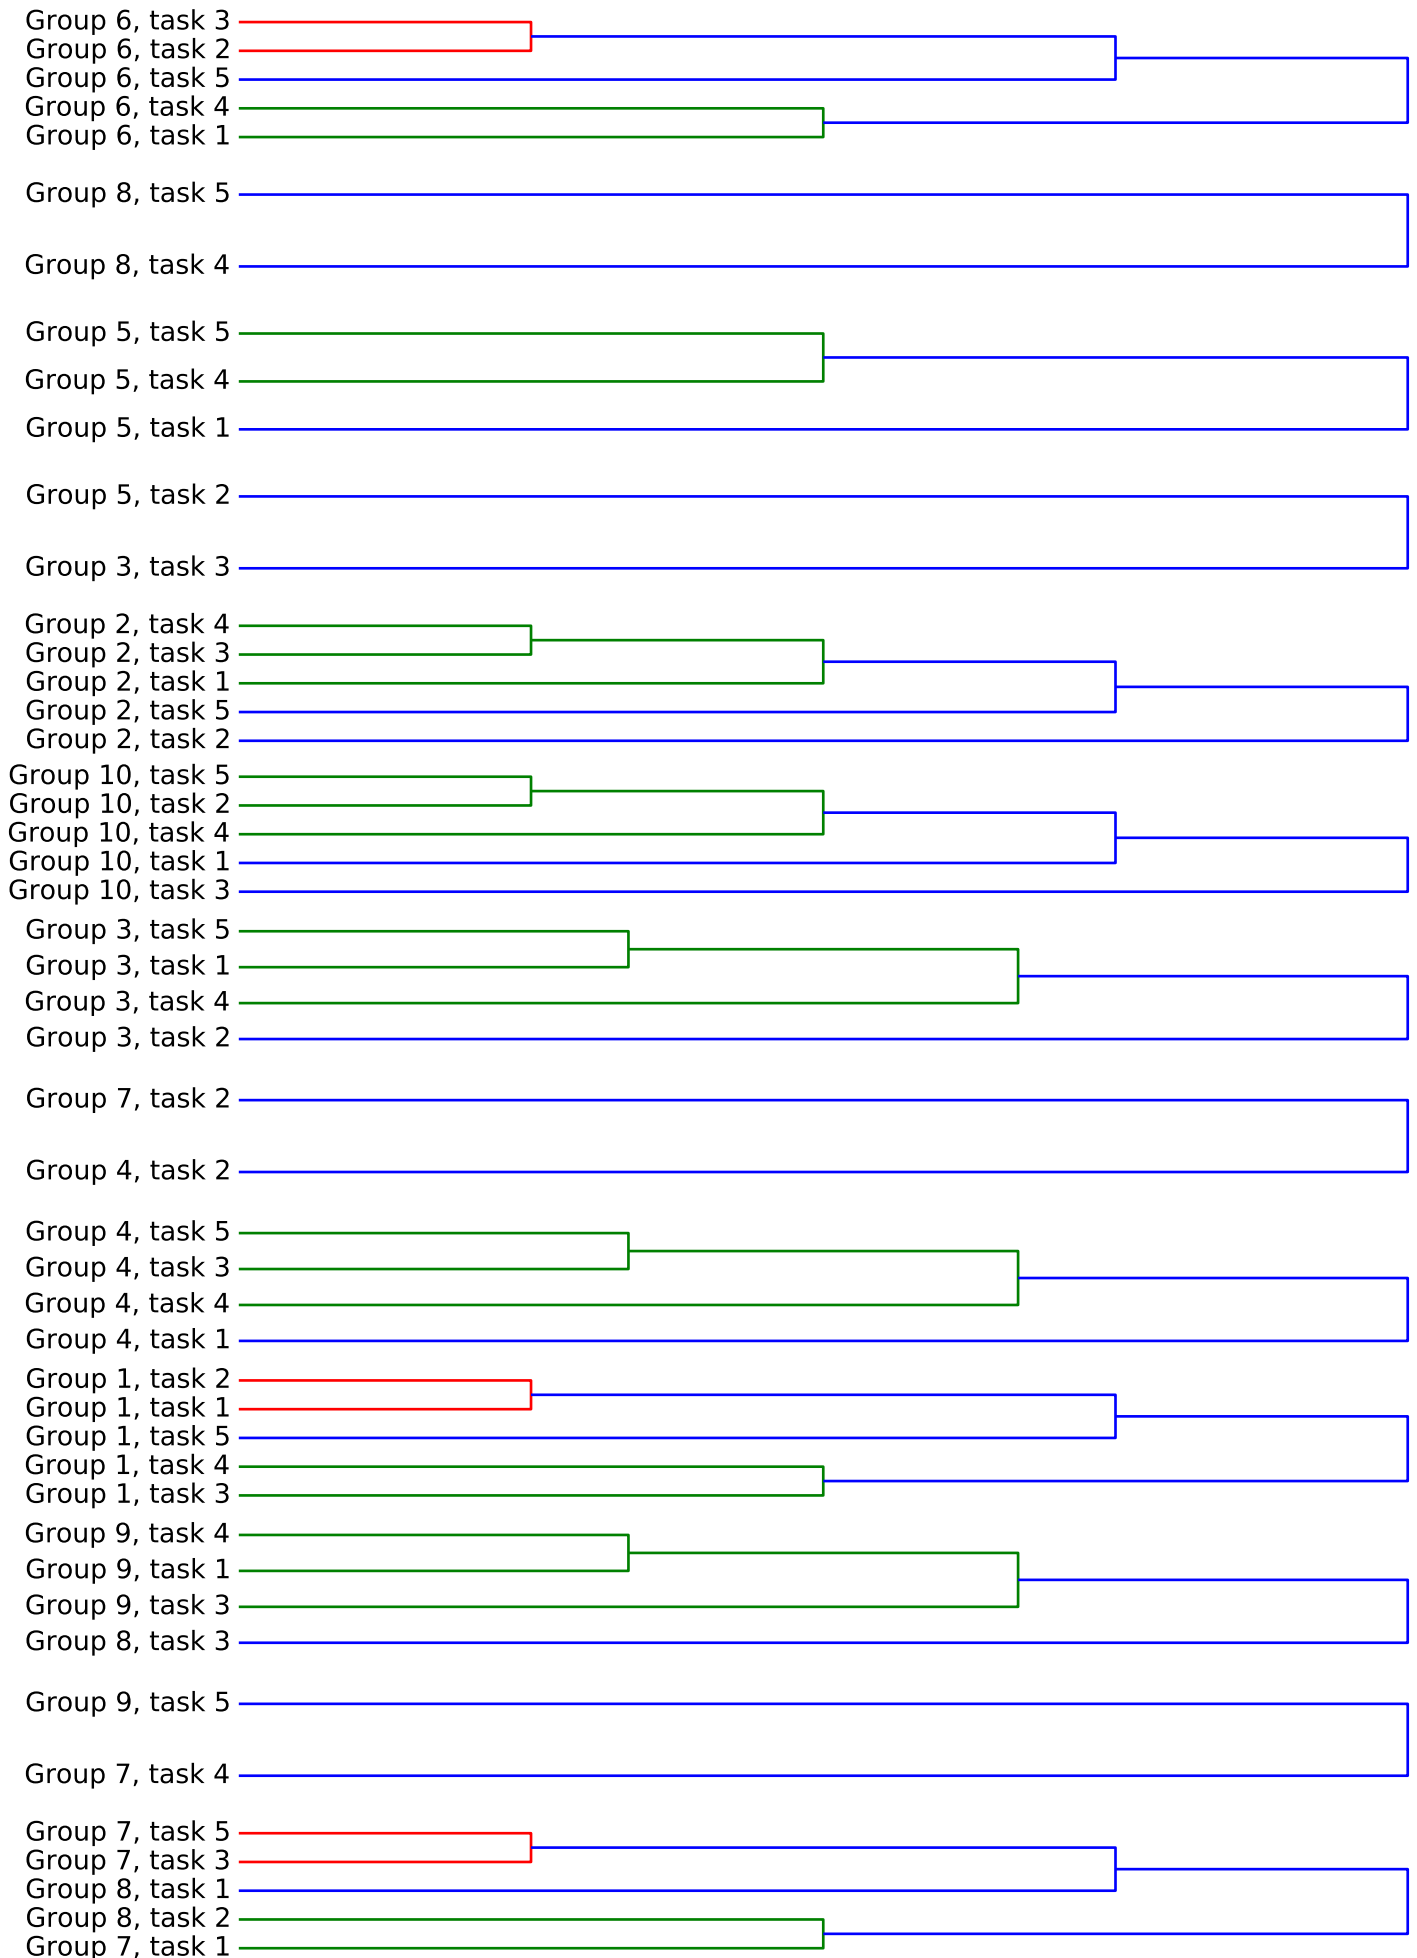 Group 6, task 3
Group 6, task 2
Group 6, task 5
Group 6, task 4
Group 6, task 1
Group 8, task 5
Group 8, task 4
Group 5, task 5
Group 5, task 4
Group 5, task 1
Group 5, task 2
Group 3, task 3
Group 2, task 4
Group 2, task 3
Group 2, task 1
Group 2, task 5
Group 2, task 2
Group 10, task 5
Group 10, task 2
Group 10, task 4
Group 10, task 1
Group 10, task 3
Group 3, task 5
Group 3, task 1
Group 3, task 4
Group 3, task 2
Group 7, task 2
Group 4, task 2
Group 4, task 5
Group 4, task 3
Group 4, task 4
Group 4, task 1
Group 1, task 2
Group 1, task 1
Group 1, task 5
Group 1, task 4
Group 1, task 3
Group 9, task 4
Group 9, task 1
Group 9, task 3
Group 8, task 3
Group 9, task 5
Group 7, task 4
Group 7, task 5
Group 7, task 3
Group 8, task 1
Group 8, task 2
Group 7, task 1